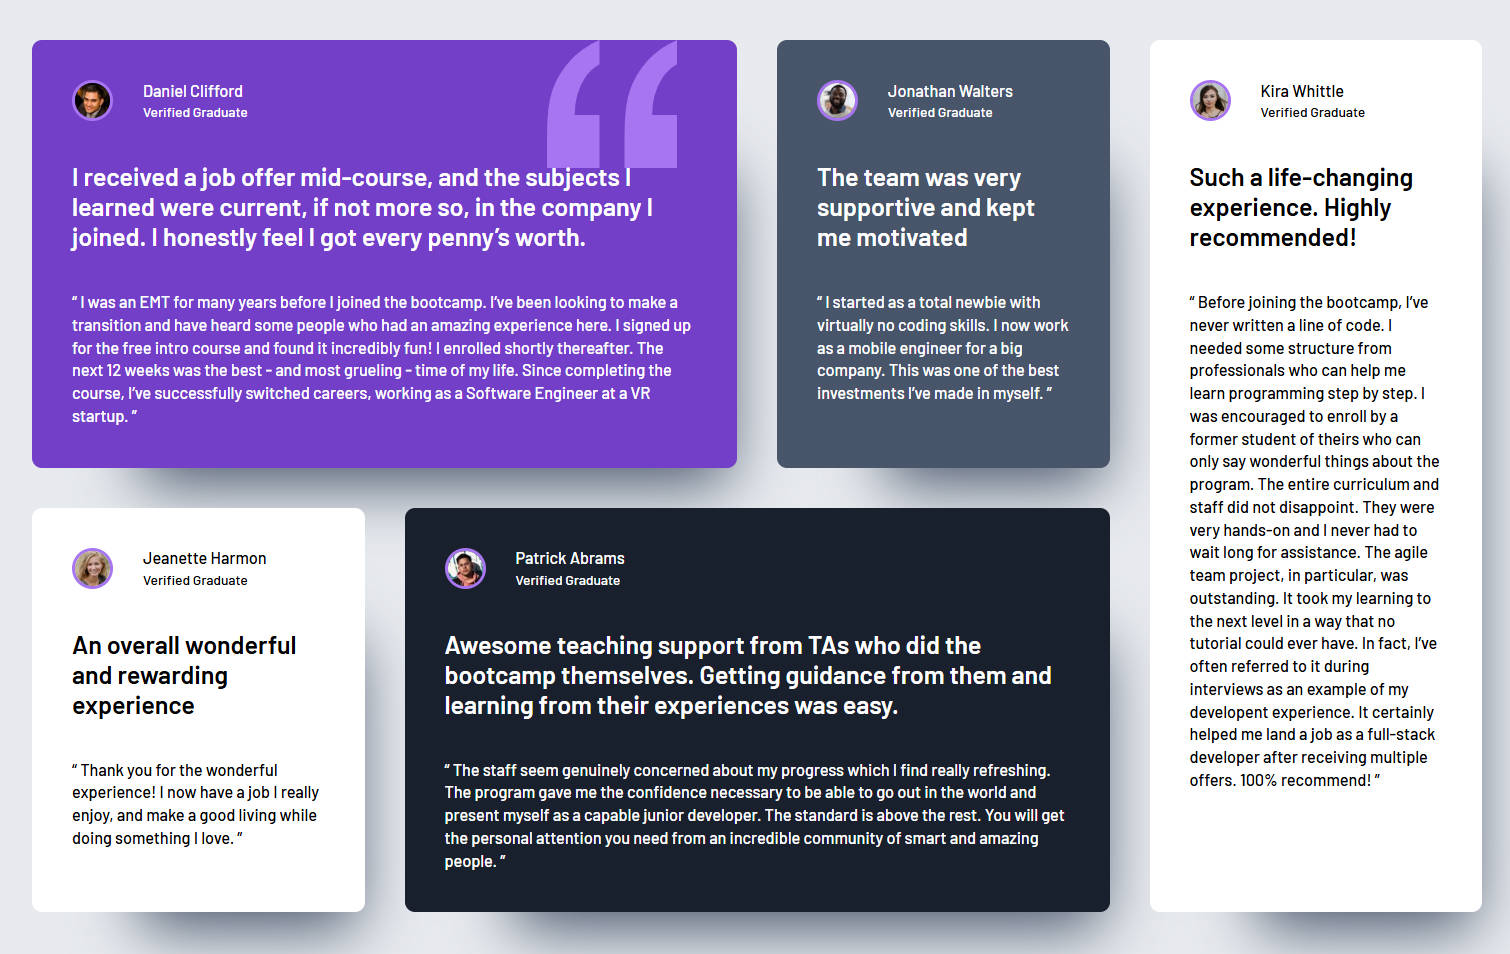 Daniel Clifford
Verified Graduate
I received a job offer mid-course, and the subjects I
learned were current, if not more so, in the company I
joined. I honestly feel I got every penny’s worth.
“ I was an EMT for many years before I joined the bootcamp. I’ve been looking to make a
transition and have heard some people who had an amazing experience here. I signed up
for the free intro course and found it incredibly fun! I enrolled shortly thereafter. The
next 12 weeks was the best - and most grueling - time of my life. Since completing the
course, I’ve successfully switched careers, working as a Software Engineer at a VR
startup. ”
Jonathan Walters
Verified Graduate
The team was very
supportive and kept
me motivated
“ I started as a total newbie with
virtually no coding skills. I now work
as a mobile engineer for a big
company. This was one of the best
investments I’ve made in myself. ”
Kira Whittle
Verified Graduate
Such a life-changing
experience. Highly
recommended!
“ Before joining the bootcamp, I’ve
never written a line of code. I
needed some structure from
professionals who can help me
learn programming step by step. I
was encouraged to enroll by a
former student of theirs who can
only say wonderful things about the
program. The entire curriculum and
staff did not disappoint. They were
very hands-on and I never had to
wait long for assistance. The agile
team project, in particular, was
outstanding. It took my learning to
the next level in a way that no
tutorial could ever have. In fact, I’ve
often referred to it during
interviews as an example of my
developent experience. It certainly
helped me land a job as a full-stack
developer after receiving multiple
offers. 100% recommend! ”
Jeanette Harmon
Verified Graduate
An overall wonderful
and rewarding
experience
“ Thank you for the wonderful
experience! I now have a job I really
enjoy, and make a good living while
doing something I love. ”
Patrick Abrams
Verified Graduate
Awesome teaching support from TAs who did the
bootcamp themselves. Getting guidance from them and
learning from their experiences was easy.
“ The staff seem genuinely concerned about my progress which I find really refreshing.
The program gave me the confidence necessary to be able to go out in the world and
present myself as a capable junior developer. The standard is above the rest. You will get
the personal attention you need from an incredible community of smart and amazing
people. ”